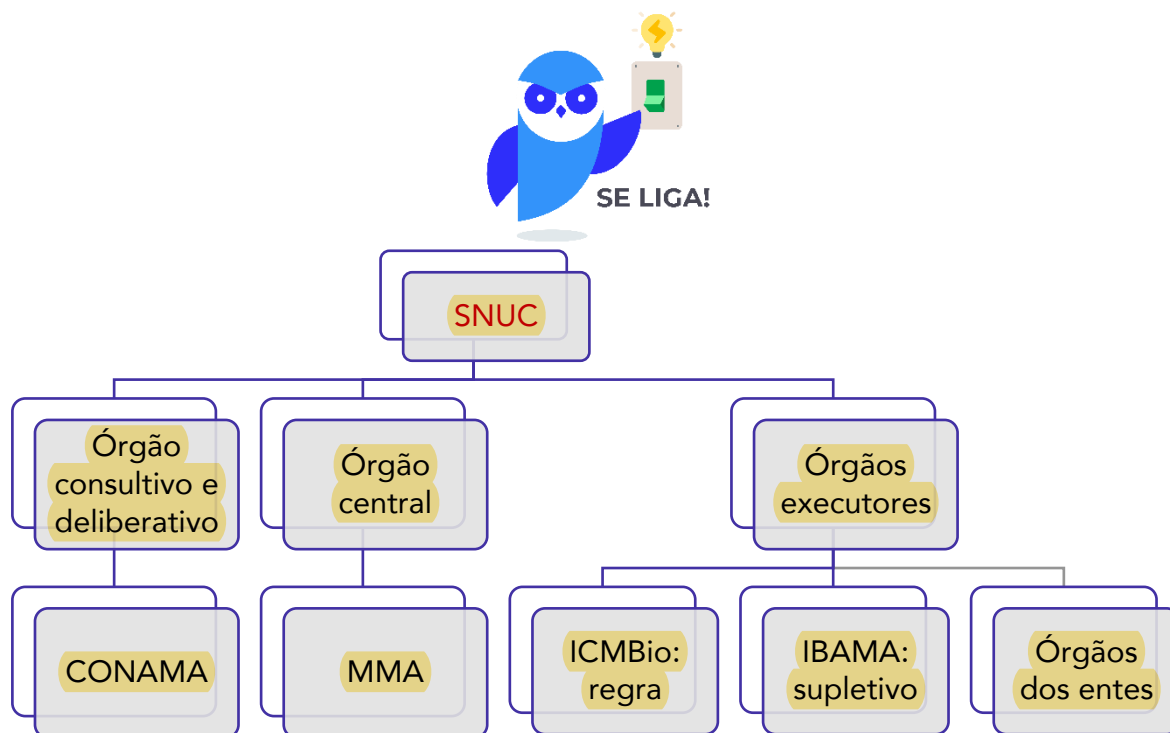 SE LIGA!
SNUC
Órgão
consultivo e
deliberativo
Órgão
central
Órgãos
executores
CONAMA
MMA
ICMBio:
regra
IBAMA:
supletivo
Órgãos
dos entes